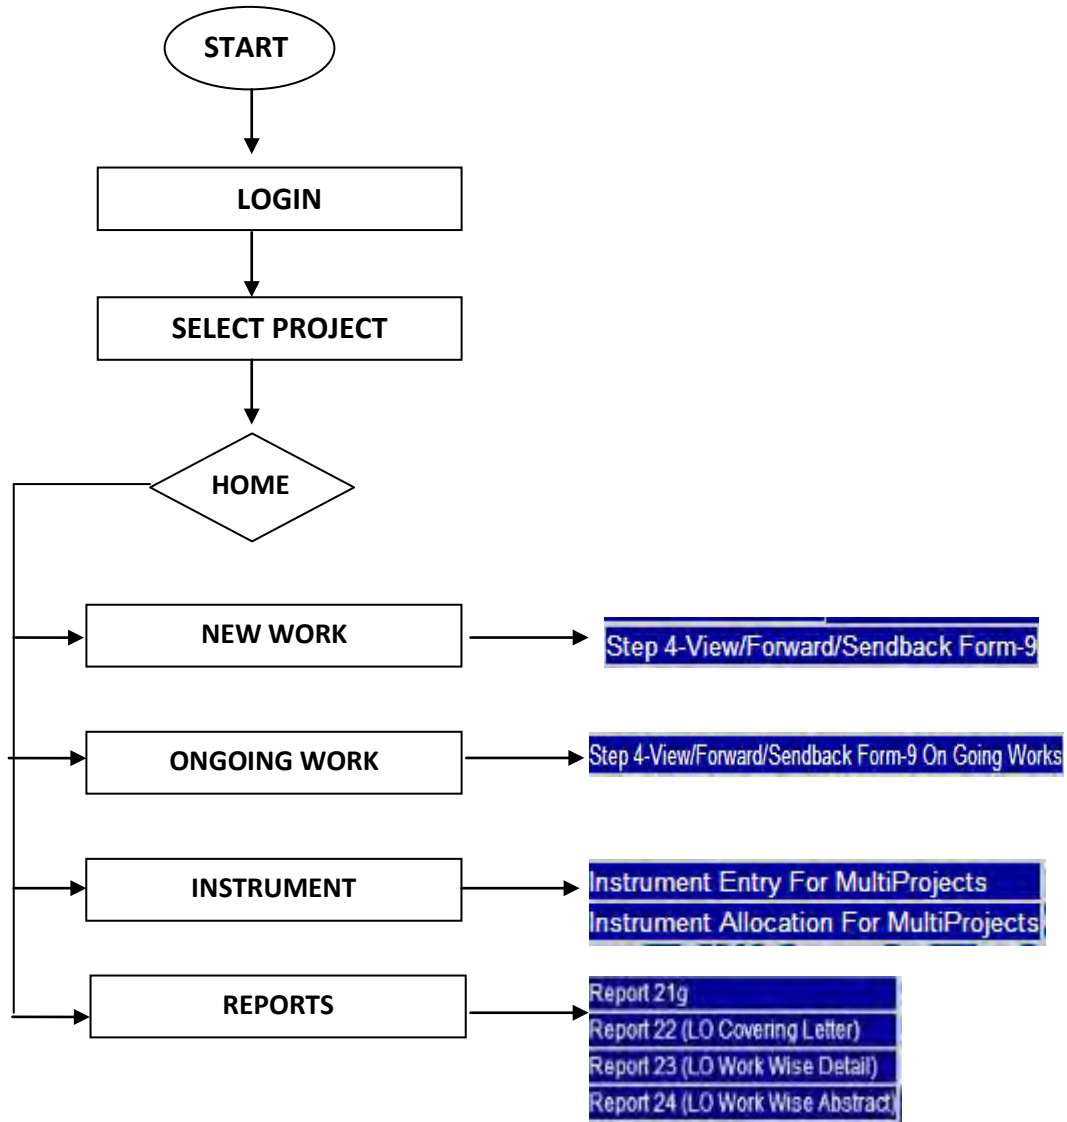 START
LOGIN
SELECT PROJECT
HOME
NEW WORK
Step 4-View/Forward/Sendback Form-9
ONGOING WORK
Step 4-View/Forward/Sendback Form-9 On Going Works
INSTRUMENT
Instrument Entry For MultiProjects
Instrument Allocation For MultiProjects
REPORTS
Report 21g
Report 22 (LO Covering Letter)
Report 23 (LO Work Wise Detail)
Report 24 (LO Work Wise Abstract)